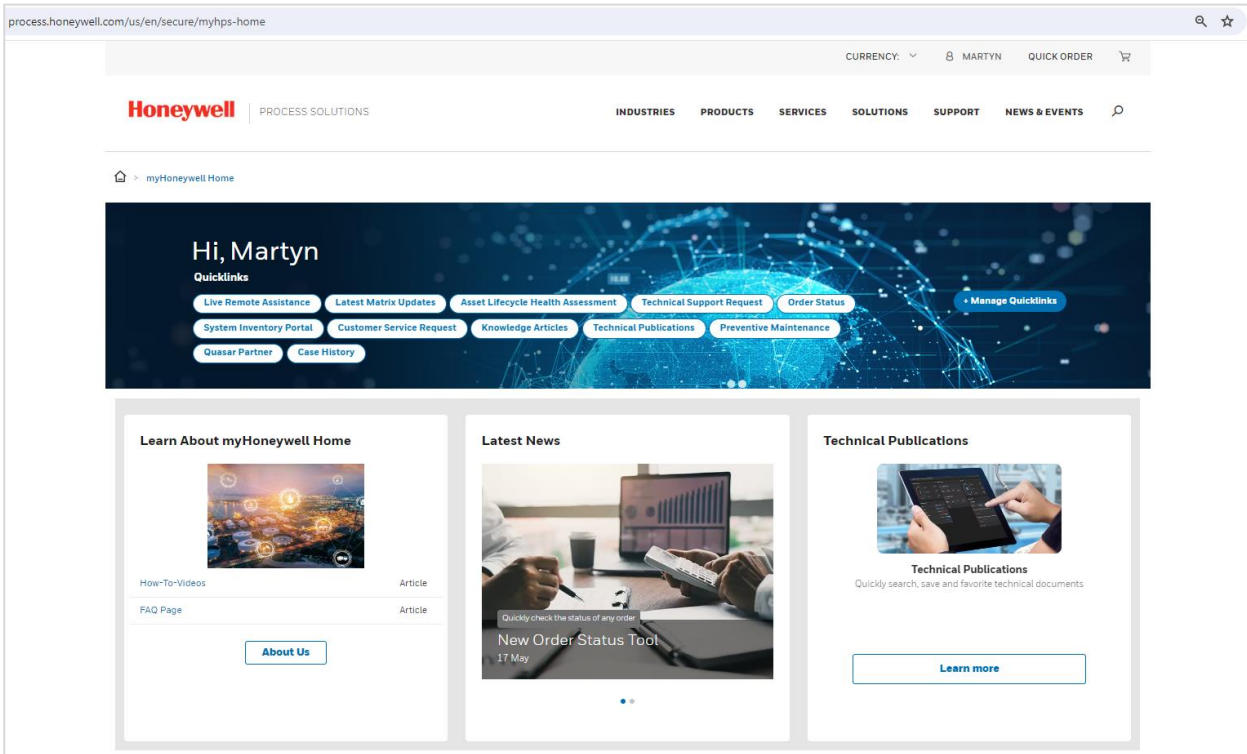 process.honeywell.com/us/en/secure/myhps-home
CURRENCY: MARTYN QUICK ORDER
Honeywell PROCESS SOLUTIONS INDUSTRIES PRODUCTS SERVICES SOLUTIONS SUPPORT NEWS & EVENTS
> myHoneywell Home
Hi, Martyn
Quicklinks
Live Remote Assistance Latest Matrix Updates Asset Lifecycle Health Assessment Technical Support Request Order Status + Manage Quicklinks
System Inventory Portal Customer Service Request Knowledge Articles Technical Publications Preventive Maintenance
Quasar Partner Case History
Learn About myHoneywell Home
How-To-Videos Article
FAQ Page Article
About Us
Latest News
Quickly check the status of any order
New Order Status Tool
17 May
Technical Publications
Technical Publications
Quickly search, save and favorite technical documents
Learn more